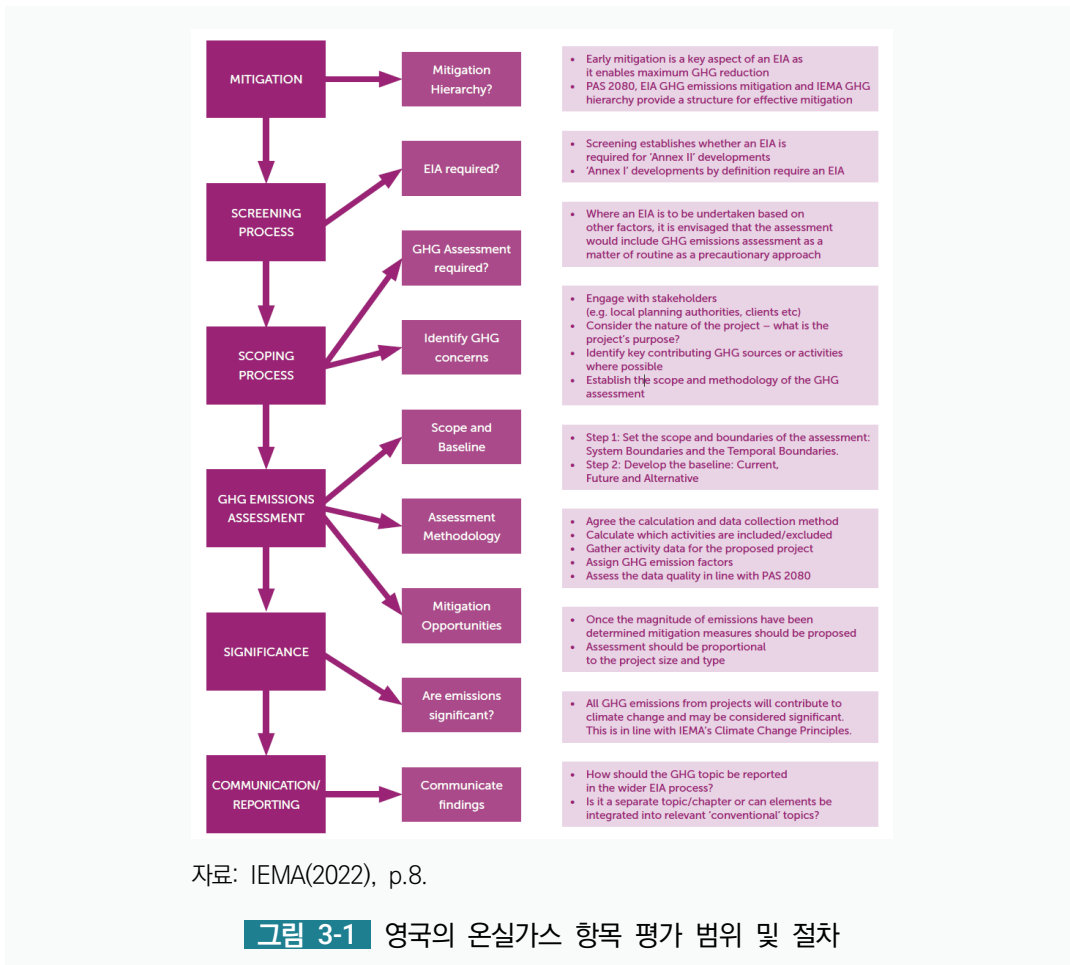 MITIGATION
Mitigation
Hierarchy?
• Early mitigation is a key aspect of an EIA as
it enables maximum GHG reduction
• PAS 2080, EIA GHG emissions mitigation and IEMA GHG
hierarchy provide a structure for effective mitigation
SCREENING
PROCESS
EIA required?
• Screening establishes whether an EIA is
required for 'Annex II' developments
• 'Annex I' developments by definition require an EIA
SCOPING
PROCESS
GHG Assessment
required?
• Where an EIA is to be undertaken based on
other factors, it is envisaged that the assessment
would include GHG emissions assessment as a
matter of routine as a precautionary approach
Identify GHG
concerns
• Engage with stakeholders
(e.g. local planning authorities, clients etc)
• Consider the nature of the project – what is the
project's purpose?
• Identify key contributing GHG sources or activities
where possible
• Establish the scope and methodology of the GHG
assessment
GHG EMISSIONS
ASSESSMENT
Scope and
Baseline
• Step 1: Set the scope and boundaries of the assessment:
System Boundaries and the Temporal Boundaries.
• Step 2: Develop the baseline: Current,
Future and Alternative
Assessment
Methodology
• Agree the calculation and data collection method
• Calculate which activities are included/excluded
• Gather activity data for the proposed project
• Assign GHG emission factors
• Assess the data quality in line with PAS 2080
Mitigation
Opportunities
• Once the magnitude of emissions have been
determined mitigation measures should be proposed
• Assessment should be proportional
to the project size and type
SIGNIFICANCE
Are emissions
significant?
• All GHG emissions from projects will contribute to
climate change and may be considered significant.
This is in line with IEMA's Climate Change Principles.
COMMUNICATION/
REPORTING
Communicate
findings
• How should the GHG topic be reported
in the wider EIA process?
• Is it a separate topic/chapter or can elements be
integrated into relevant 'conventional' topics?
자료: IEMA(2022), p.8.
그림 3-1 영국의 온실가스 항목 평가 범위 및 절차